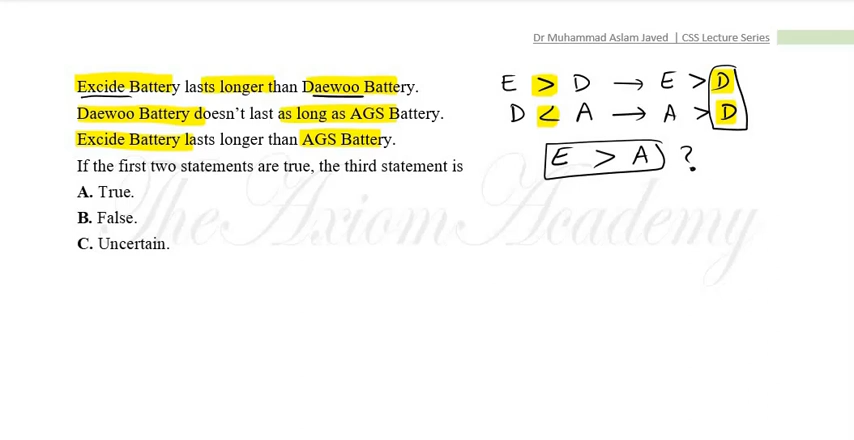 Dr Muhammad Aslam Javed | CSS Lecture Series
Excide Battery lasts longer than Daewoo Battery.
Daewoo Battery doesn't last as long as AGS Battery.
Excide Battery lasts longer than AGS Battery.
If the first two statements are true, the third statement is
A. True.
B. False.
C. Uncertain.
E > D → E > D
D < A → A > D
E > A ?
The Axiom Academy